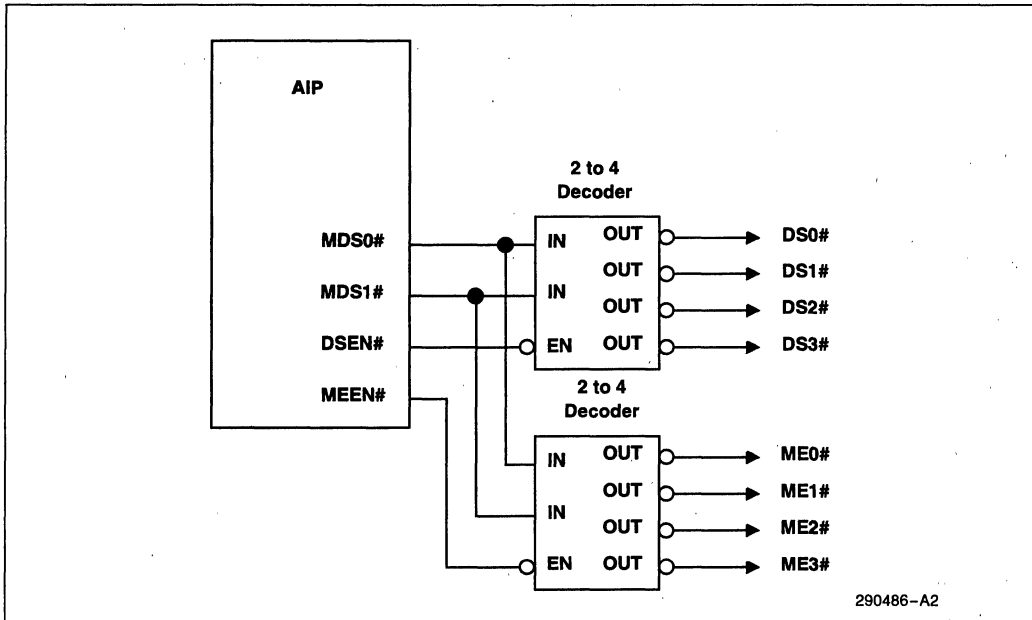 AIP
MDS0#
MDS1#
DSEN#
MEEN#
2 to 4
Decoder
IN OUT DS0#
OUT DS1#
IN OUT DS2#
EN OUT DS3#
2 to 4
Decoder
IN OUT ME0#
OUT ME1#
IN OUT ME2#
EN OUT ME3#
290486-A2